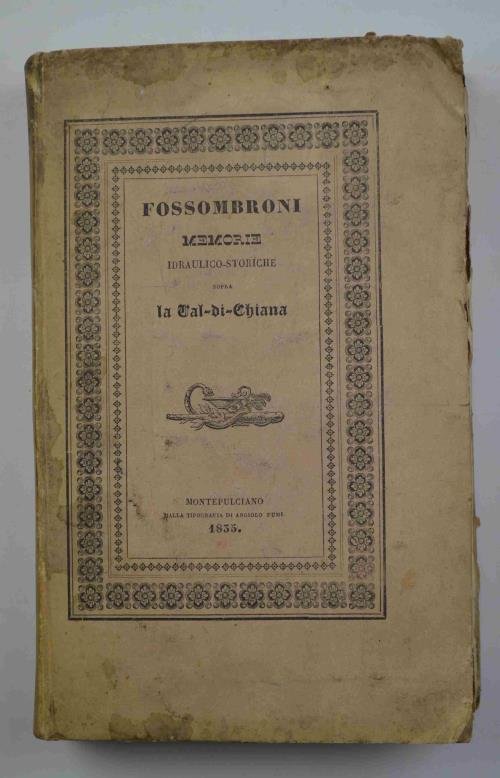 FOSSOMBRONI
MEMORIE
IDRAULICO-STORICHE
SOPRA
la Val-di-Chiana
MONTEPULCIANO
DALLA TIPOGRAFIA DI ANGIOLO FUMI
1835.